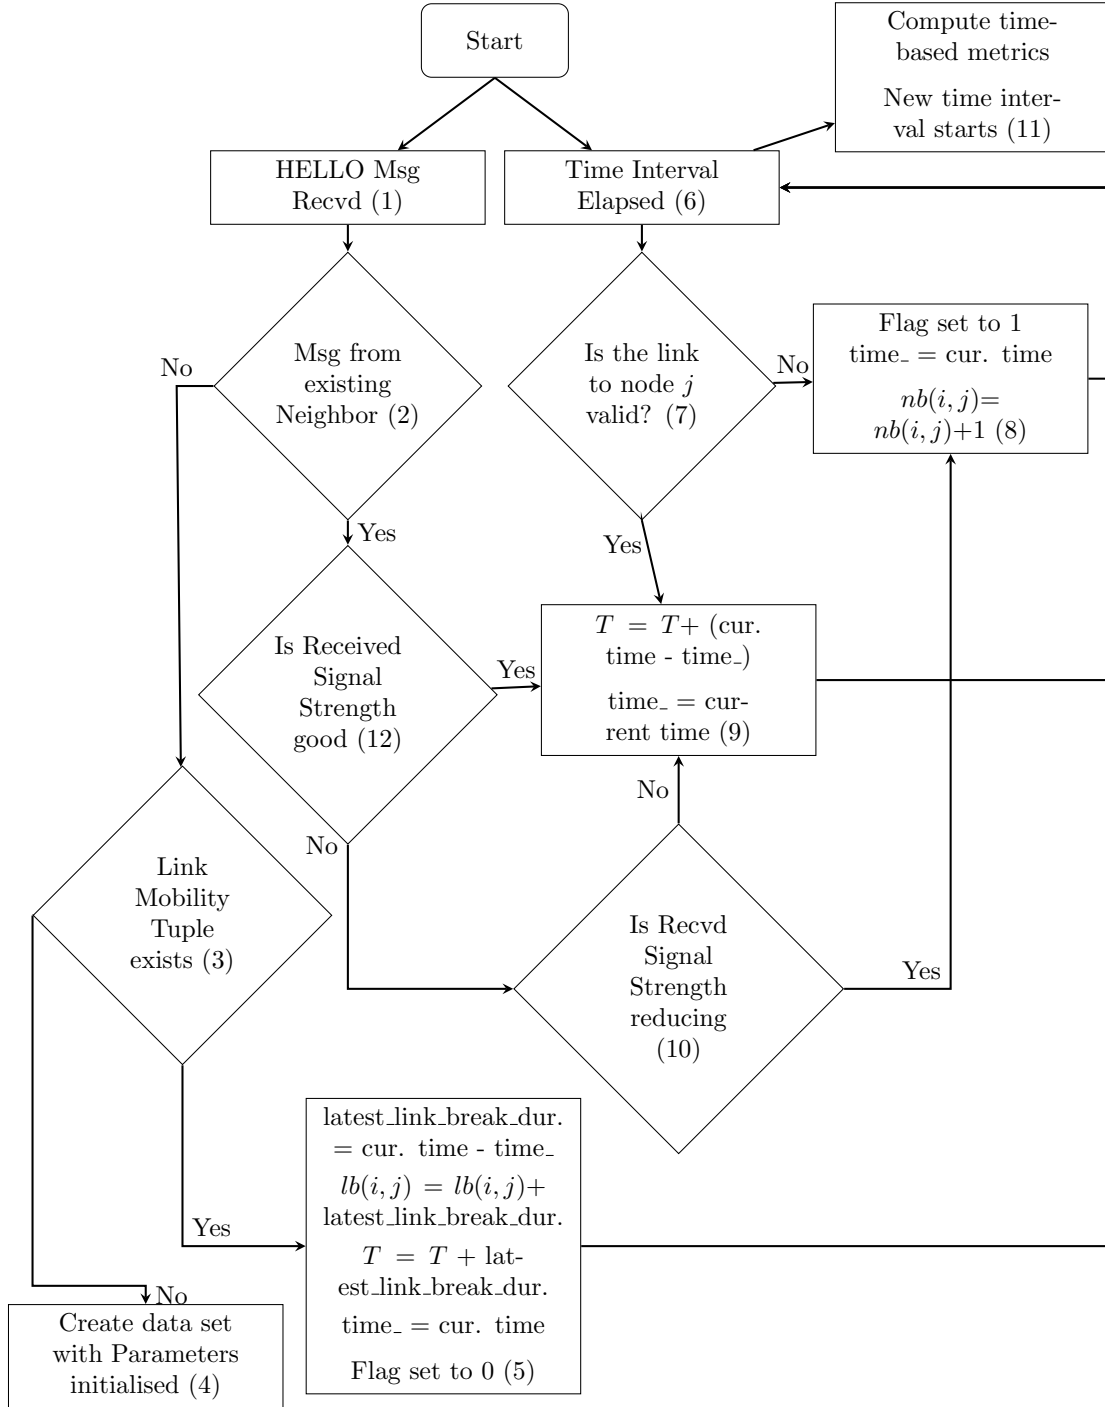 Start
Compute time-
based metrics
New time inter-
val starts (11)
HELLO Msg
Recvd (1)
Time Interval
Elapsed (6)
Msg from
existing
Neighbor (2)
No
Is the link
to node j
valid? (7)
No
Flag set to 1
time_ = cur. time
nb(i, j)=
nb(i, j)+1 (8)
Yes
Yes
Is Received
Signal
Strength
good (12)
Yes
T = T+ (cur.
time - time_)
time_ = cur-
rent time (9)
No
No
Link
Mobility
Tuple
exists (3)
Is Recvd
Signal
Strength
reducing
(10)
Yes
Yes
latest_link_break_dur.
= cur. time - time_
lb(i, j) = lb(i, j)+
latest_link_break_dur.
T = T + lat-
est_link_break_dur.
time_ = cur. time
Flag set to 0 (5)
No
Create data set
with Parameters
initialised (4)